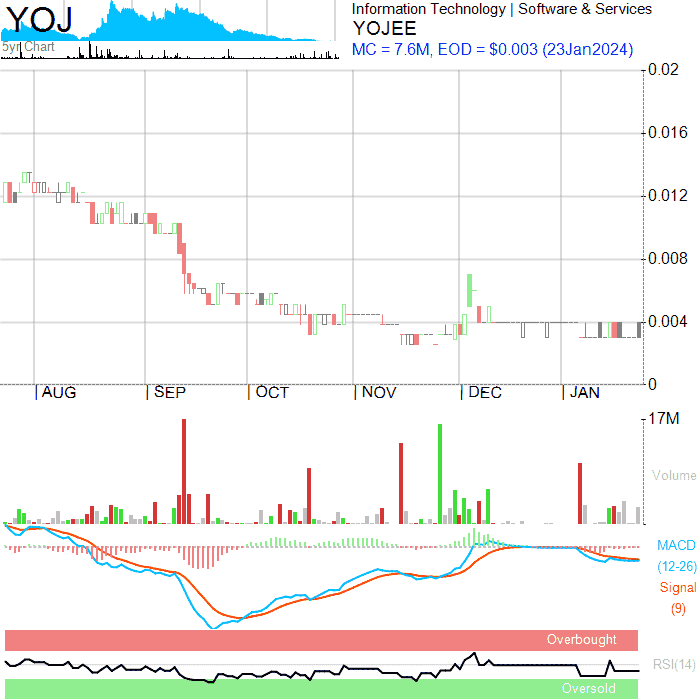 YOJ
5yr Chart
Information Technology | Software & Services
YOJEE
MC = 7.6M, EOD = $0.003 (23Jan2024)
0.02
0.016
0.012
0.008
0.004
0
AUG
SEP
OCT
NOV
DEC
JAN
17M
Volume
MACD
(12-26)
Signal
(9)
Overbought
RSI(14)
Oversold